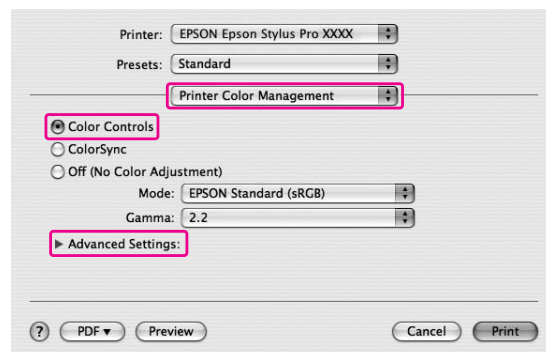 Printer: EPSON Epson Stylus Pro XXXX
Presets: Standard
Printer Color Management
Color Controls
ColorSync
Off (No Color Adjustment)
Mode: EPSON Standard (sRGB)
Gamma: 2.2
Advanced Settings:
? PDF Preview Cancel Print